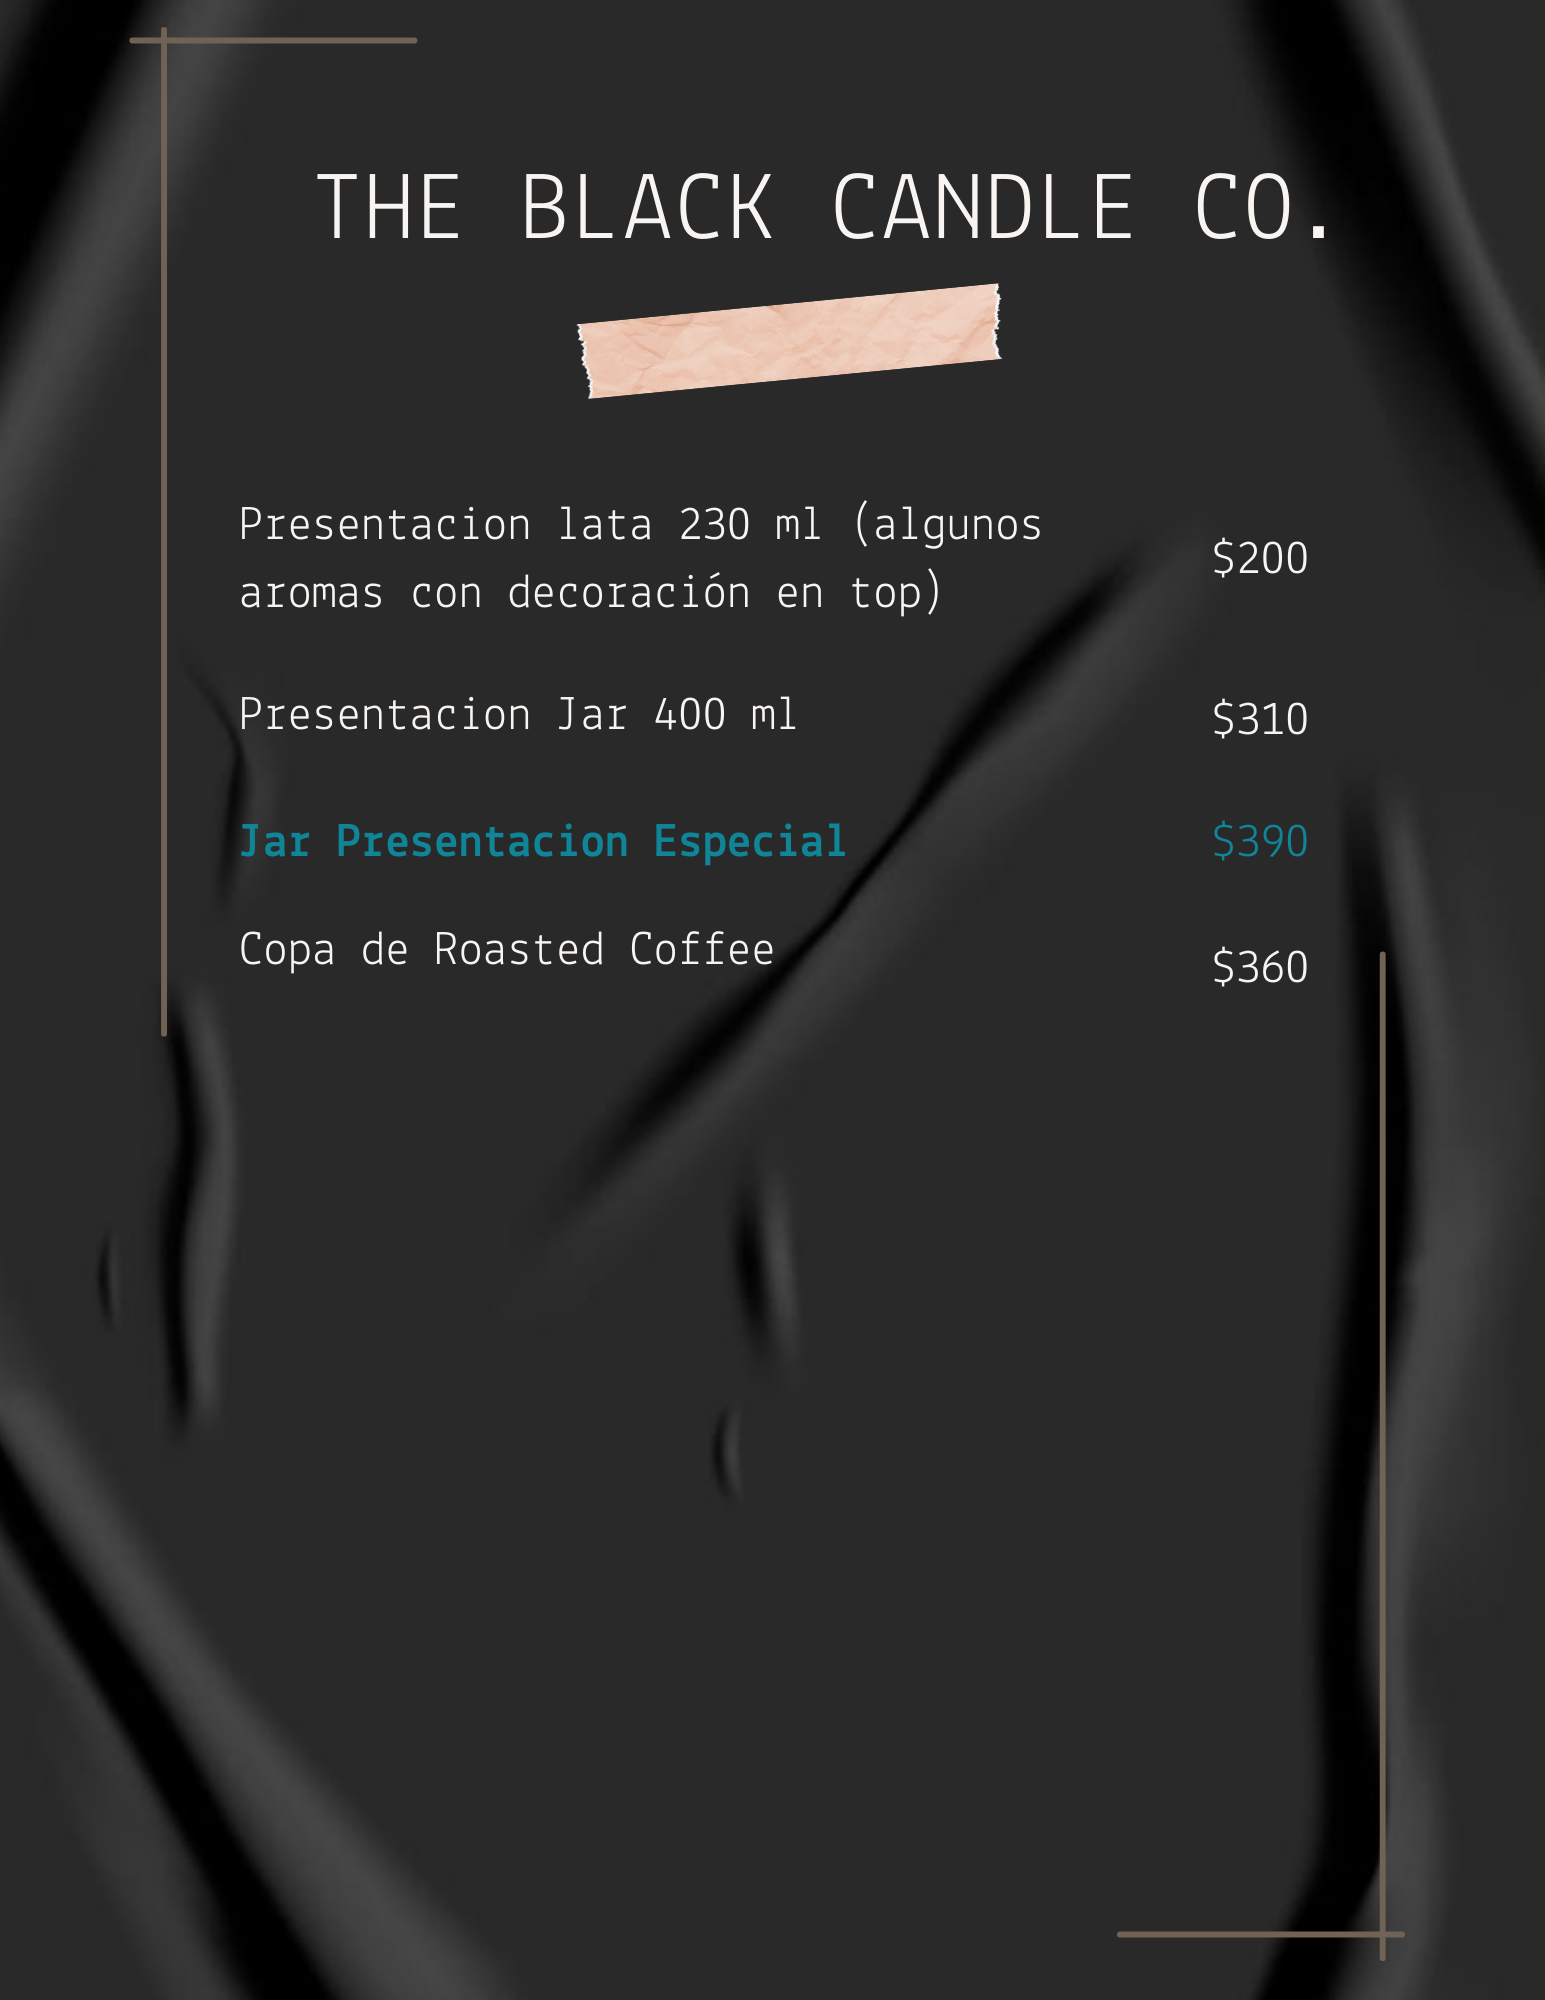 THE BLACK CANDLE CO.
Presentacion lata 230 ml (algunos
aromas con decoración en top)
$200
Presentacion Jar 400 ml
$310
Jar Presentacion Especial
$390
Copa de Roasted Coffee
$360